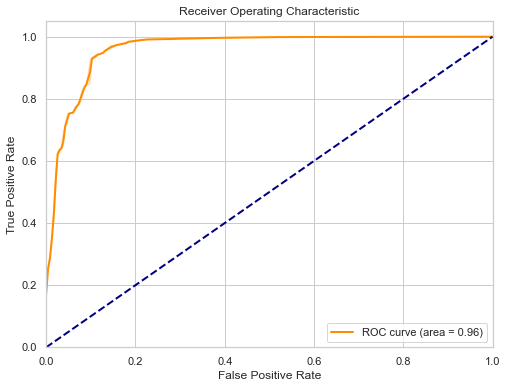 Receiver Operating Characteristic
True Positive Rate
1.0
0.8
0.6
0.4
0.2
0.0
ROC curve (area = 0.96)
0.0 0.2 0.4 0.6 0.8 1.0
False Positive Rate